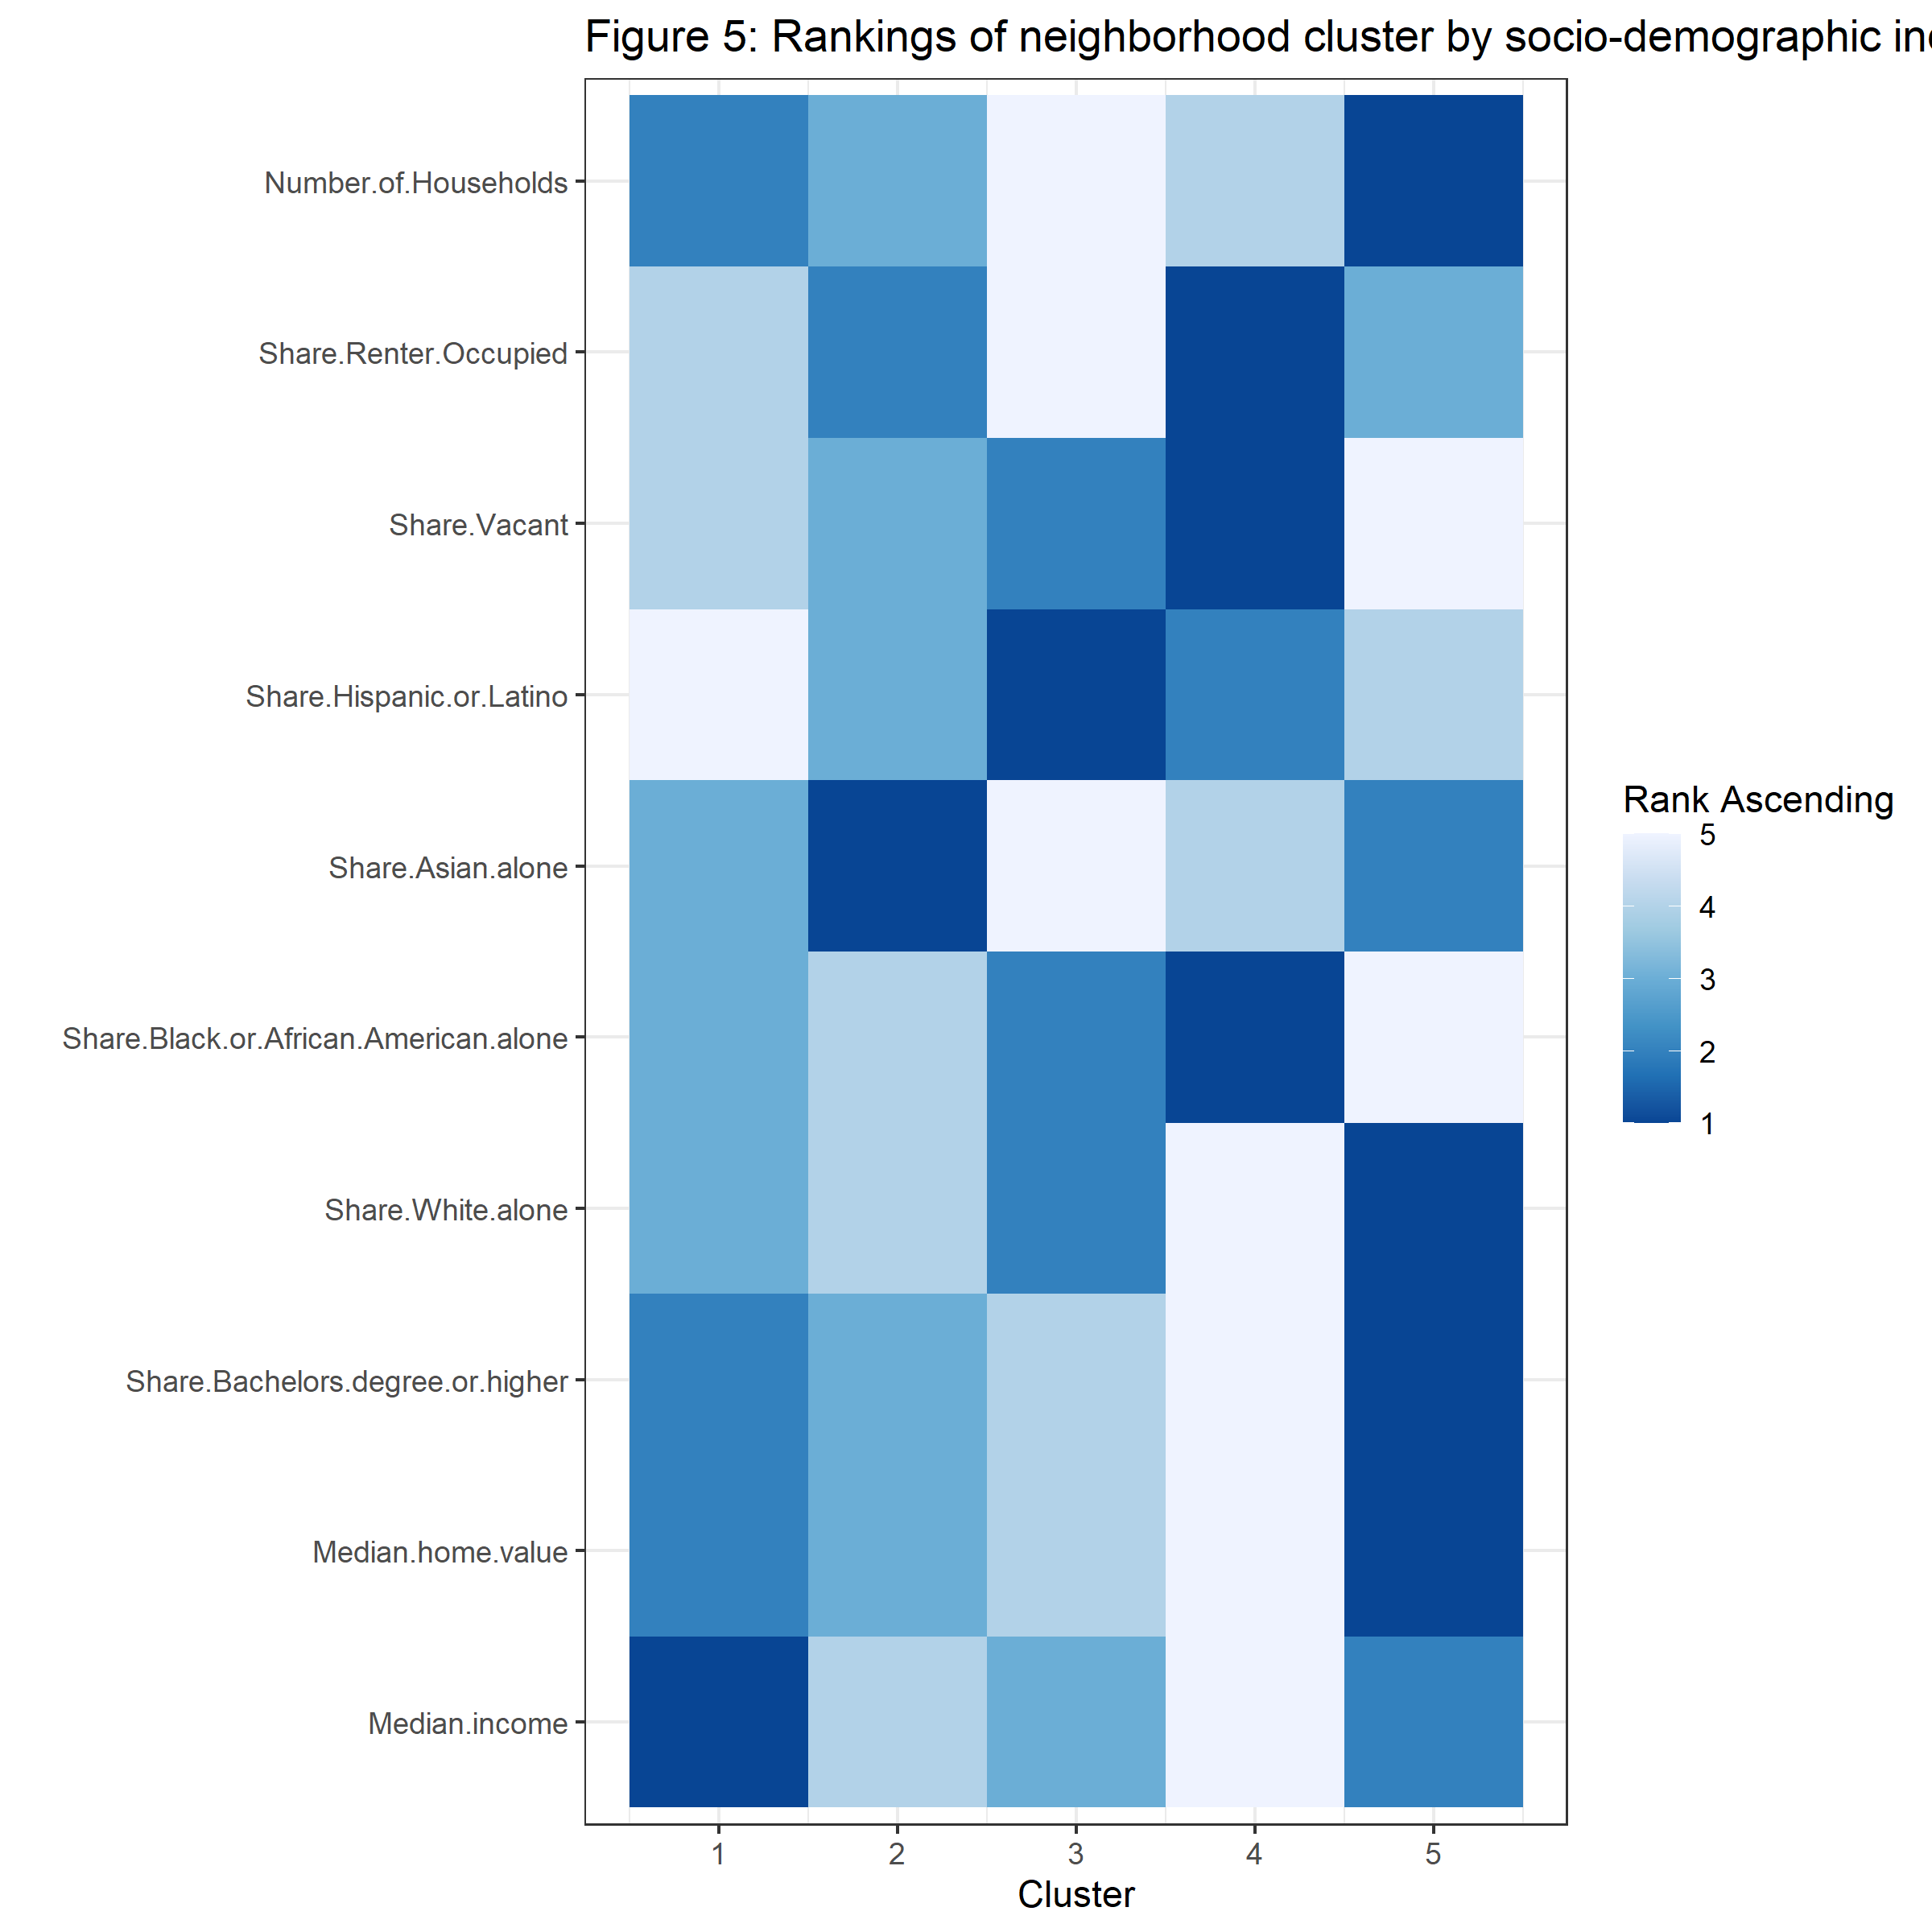 Figure 5: Rankings of neighborhood cluster by socio-demographic
Number.of.Households
Share.Renter.Occupied
Share.Vacant
Share.Hispanic.or.Latino
Share.Asian.alone
Share.Black.or.African.American.alone
Share.White.alone
Share.Bachelors.degree.or.higher
Median.home.value
Median.income
1 2 3 4 5
Cluster
Rank Ascending
5
4
3
2
1